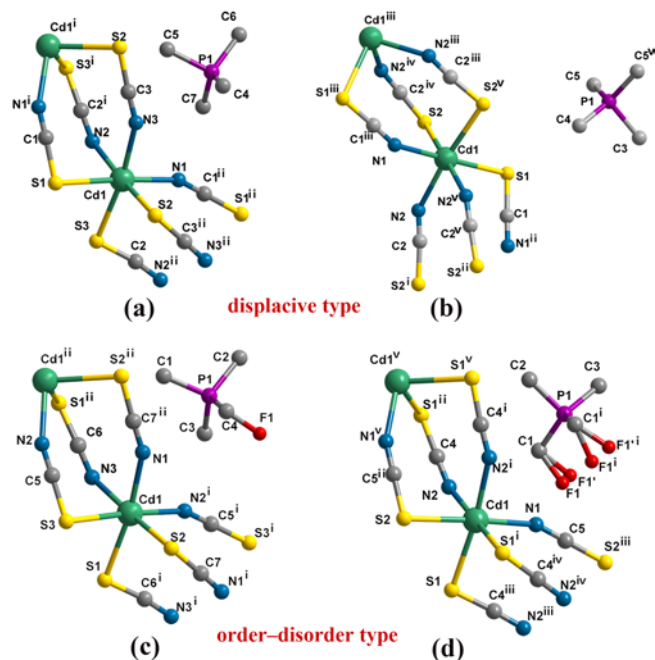 Cd1ⁱ S2 C5 C6
S3ⁱ P1
N1ⁱ C2ⁱ C3 C7 C4
C1 N2 N3
S1 Cd1 N1 C1ⁱⁱ
S2 S1ⁱⁱ
S3 C3ⁱⁱ
C2 N3ⁱⁱ
N2ⁱⁱ
(a)
Cd1ⁱⁱⁱ N2ⁱⁱⁱ
N2ⁱᵛ C2ⁱⁱⁱ
C2ⁱᵛ S2ᵛ
S1ⁱⁱⁱ S2
C1ⁱⁱⁱ Cd1
N1 S1
N2 N2ᵛ C1
C2 C2ᵛ N1ⁱⁱ
S2ⁱ S2ⁱⁱ
C5 C5ᵛ
P1
C4 C3
(b)
displacive type
Cd1ⁱⁱ S2ⁱⁱ C1 C2
S1ⁱⁱ P1
N2 C6 C7ⁱⁱ C3 C4 F1
C5 N3 N1
S3 Cd1 N2ⁱ C5ⁱ
S2 S3ⁱ
S1 C7
C6ⁱ N1ⁱ
N3ⁱ
(c)
Cd1ᵛ S1ᵛ C2 C3
S1ⁱⁱ P1
N1ᵛ C4 C4ⁱ C1 C1ⁱ F1'ⁱ
C5ⁱⁱ N2 N2ⁱ F1 F1' F1ⁱ
S2 Cd1 N1 C5
S1ⁱ S2ⁱⁱⁱ
S1 C4ⁱᵛ
C4ⁱⁱⁱ N2ⁱᵛ
N2ⁱⁱⁱ
(d)
order–disorder type